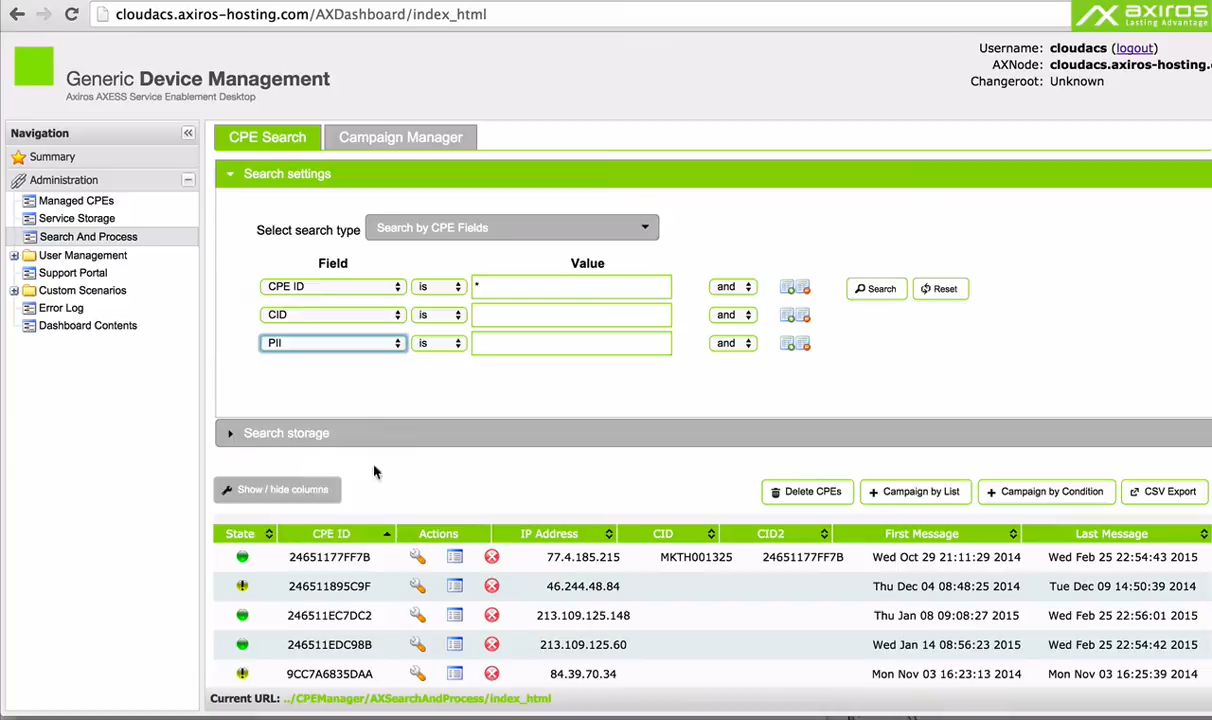 cloudacs.axiros-hosting.com/AXDashboard/index_html
axiros
Lasting Advantage
Username: cloudacs (logout)
AXNode: cloudacs.axiros-hosting.
Changeroot: Unknown
Generic Device Management
Axiros AXESS Service Enablement Desktop
Navigation
Summary
Administration
Managed CPEs
Service Storage
Search And Process
User Management
Support Portal
Custom Scenarios
Error Log
Dashboard Contents
CPE Search Campaign Manager
Search settings
Select search type Search by CPE Fields
Field Value
CPE ID is * and Search Reset
CID is and
PII is and
Search storage
Show / hide columns Delete CPEs + Campaign by List + Campaign by Condition CSV Export
State CPE ID Actions IP Address CID CID2 First Message Last Message
24651177FF7B 77.4.185.215 MKTH001325 24651177FF7B Wed Oct 29 21:11:29 2014 Wed Feb 25 22:54:43 2015
246511895C9F 46.244.48.84 Thu Dec 04 08:48:25 2014 Tue Dec 09 14:50:39 2014
246511EC7DC2 213.109.125.148 Thu Jan 08 09:08:27 2015 Wed Feb 25 22:56:01 2015
246511EDC98B 213.109.125.60 Wed Jan 14 08:56:23 2015 Wed Feb 25 22:54:42 2015
9CC7A6835DAA 84.39.70.34 Mon Nov 03 16:23:13 2014 Mon Nov 03 16:25:39 2014
Current URL: ../CPEManager/AXSearchAndProcess/index_html